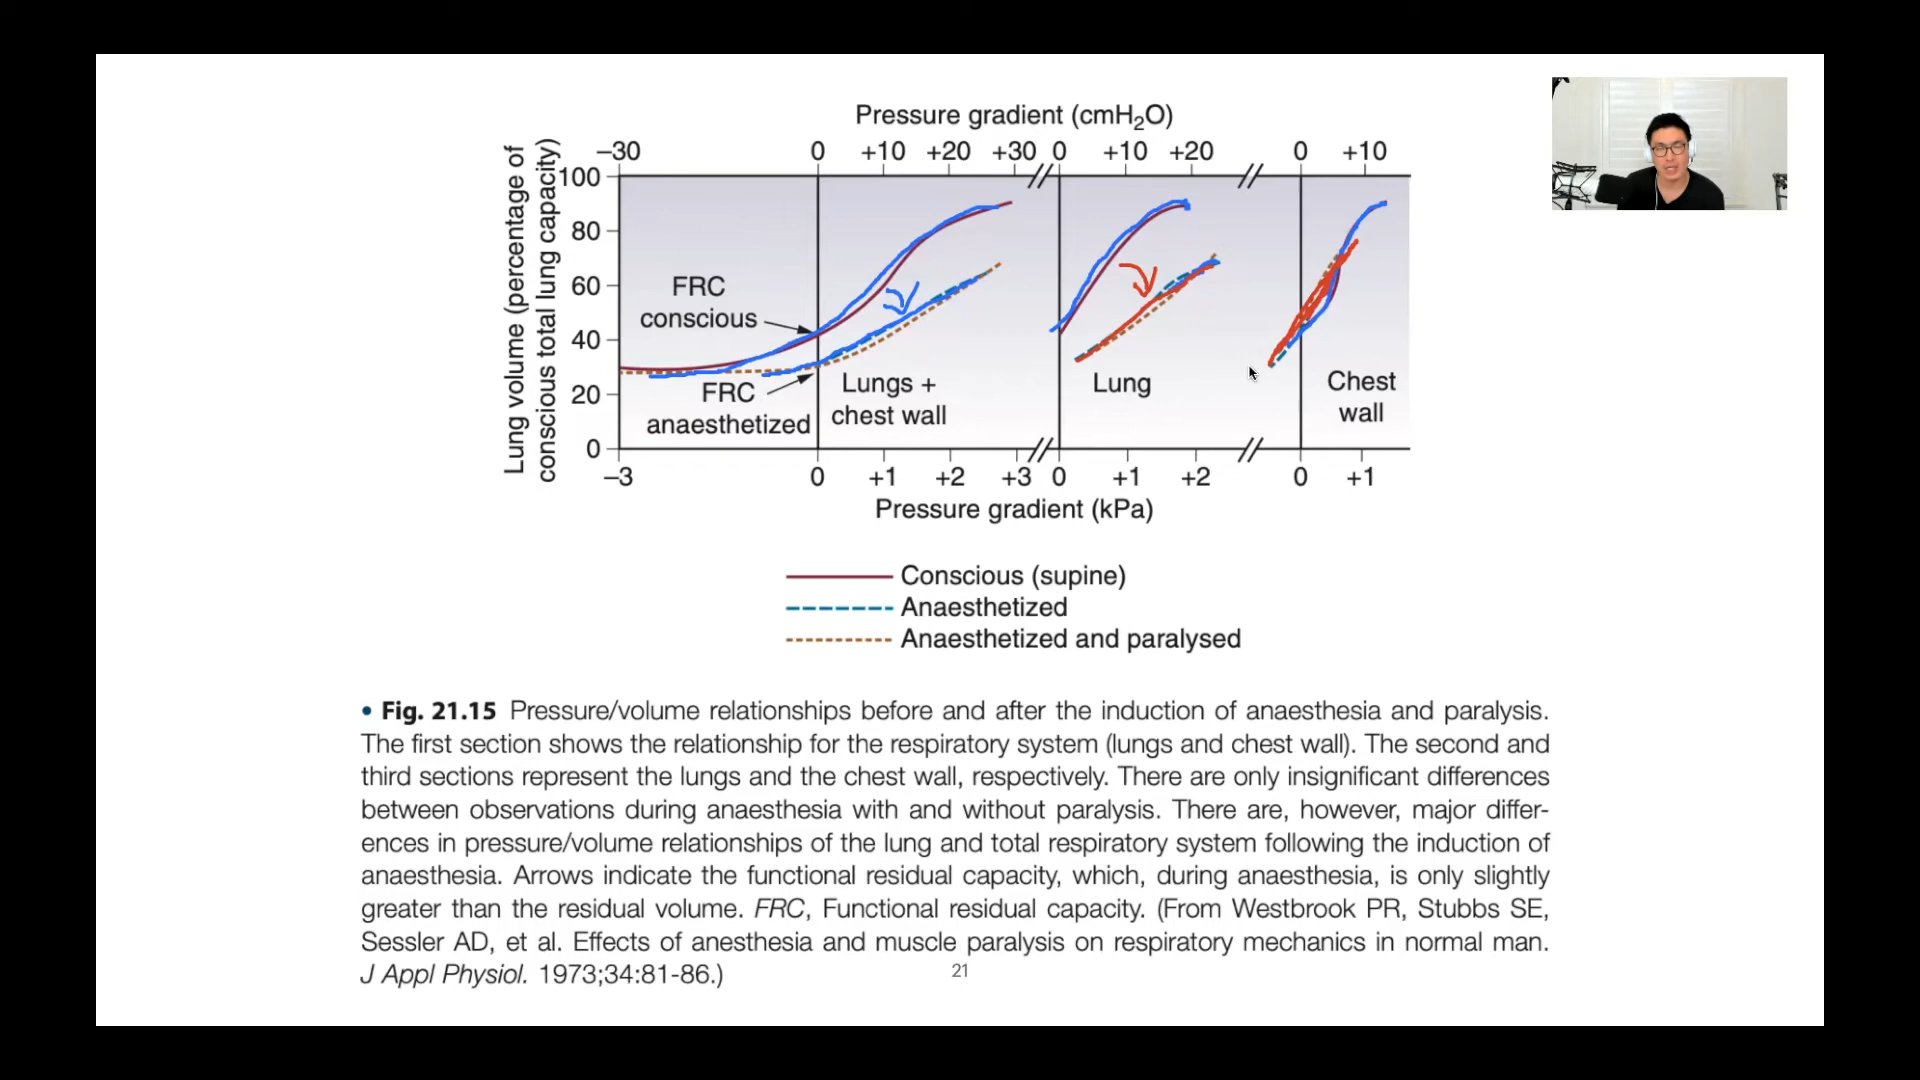 Pressure gradient (cmH₂O)
–30 0 +10 +20 +30 0 +10 +20 0 +10
Lung volume (percentage of
conscious total lung capacity)
100
80
60
40
20
0
FRC
conscious
FRC
anaesthetized
Lungs +
chest wall
Lung
Chest
wall
–3 0 +1 +2 +3 0 +1 +2 0 +1
Pressure gradient (kPa)
Conscious (supine)
Anaesthetized
Anaesthetized and paralysed
• Fig. 21.15 Pressure/volume relationships before and after the induction of anaesthesia and paralysis.
The first section shows the relationship for the respiratory system (lungs and chest wall). The second and
third sections represent the lungs and the chest wall, respectively. There are only insignificant differences
between observations during anaesthesia with and without paralysis. There are, however, major differ-
ences in pressure/volume relationships of the lung and total respiratory system following the induction of
anaesthesia. Arrows indicate the functional residual capacity, which, during anaesthesia, is only slightly
greater than the residual volume. FRC, Functional residual capacity. (From Westbrook PR, Stubbs SE,
Sessler AD, et al. Effects of anesthesia and muscle paralysis on respiratory mechanics in normal man.
J Appl Physiol. 1973;34:81-86.)
21